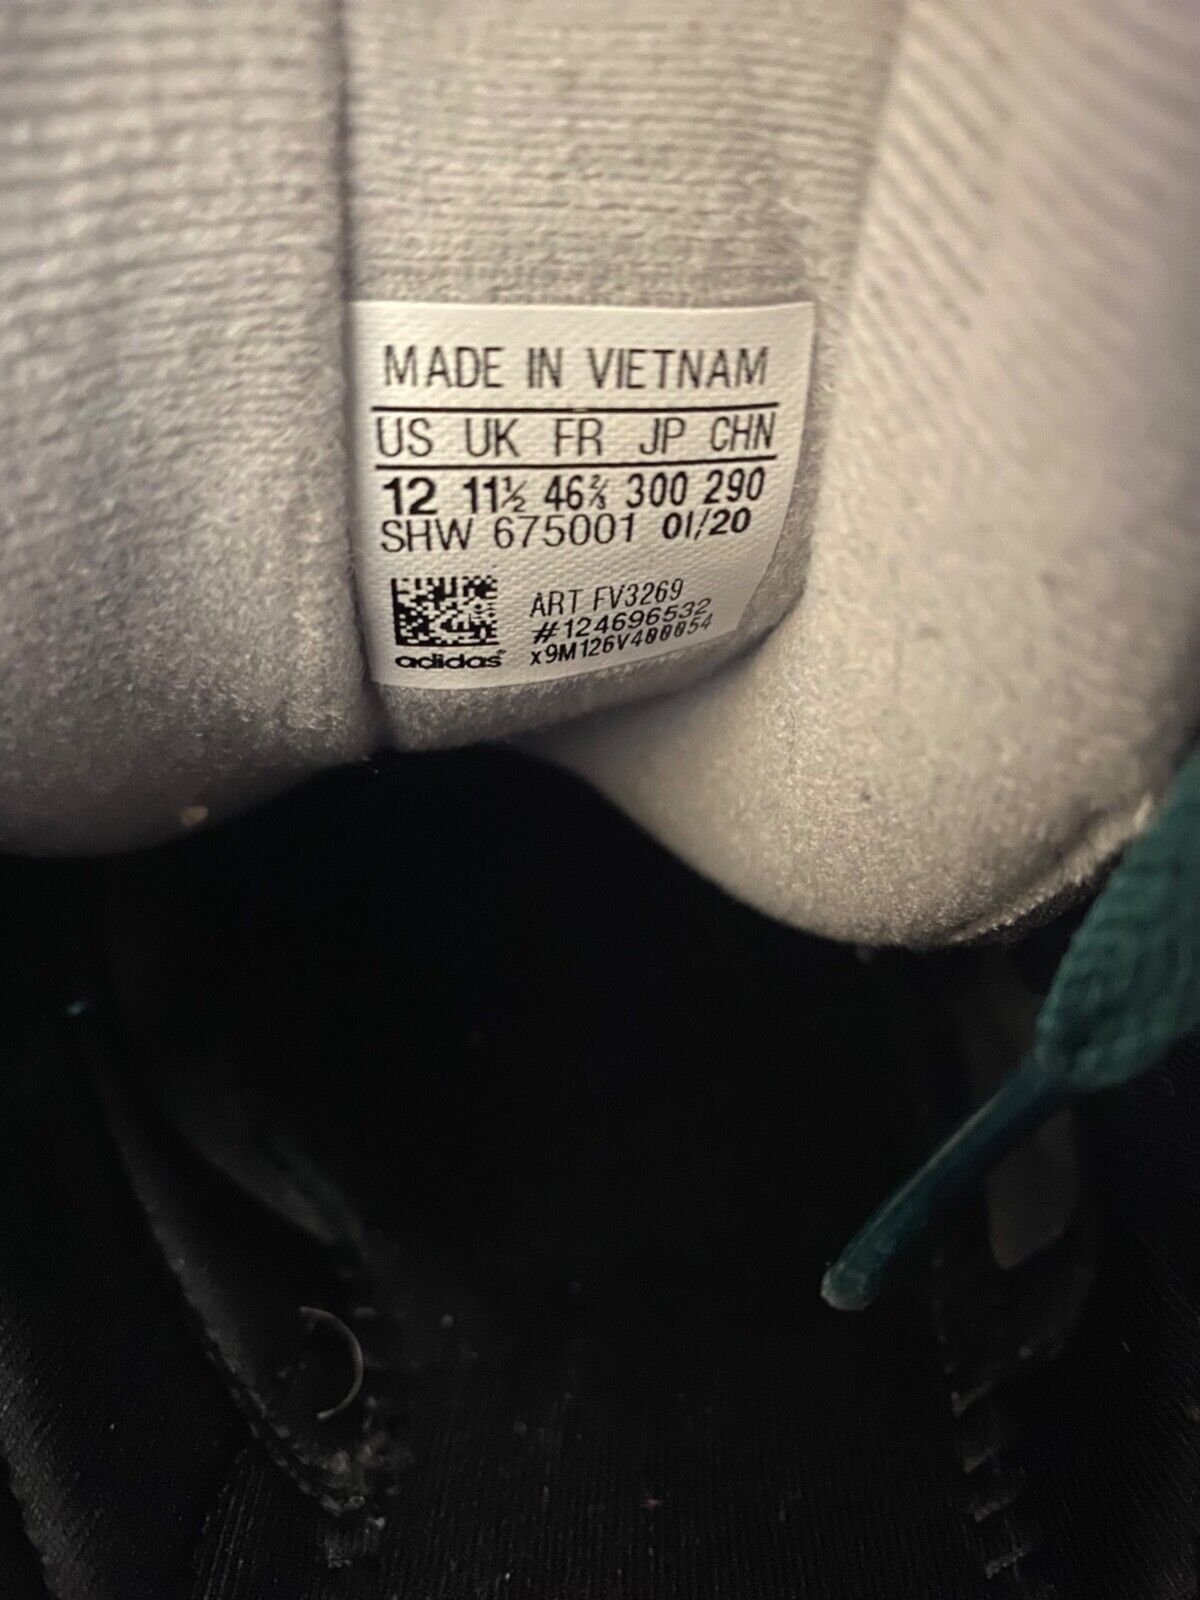 MADE IN VIETNAM
US UK FR JP CHN
12 11½ 46⅔ 300 290
SHW 675001 01/20
ART FV3269
#124696532
x9M126V400054
adidas